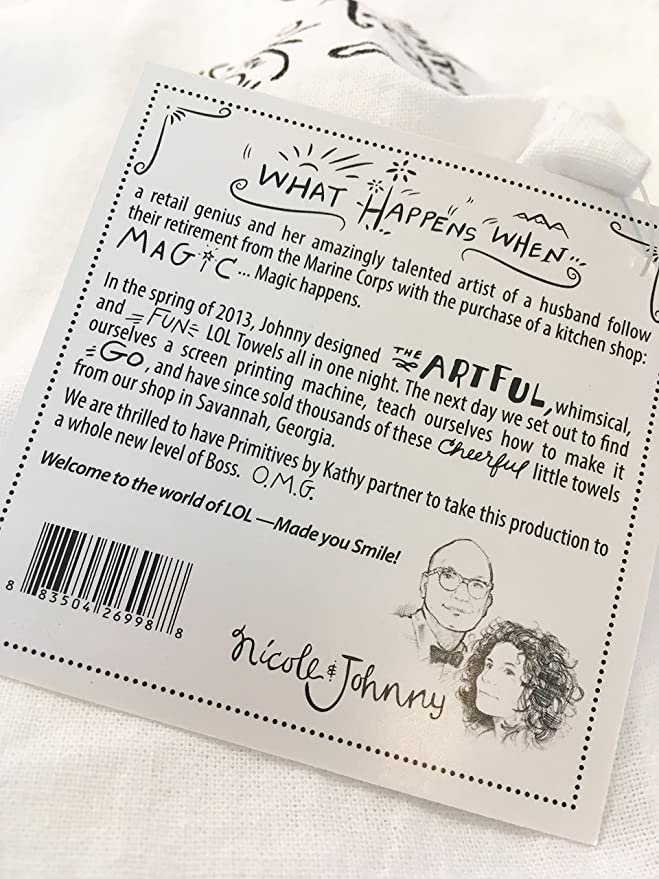 WHAT HAPPENS WHEN...
a retail genius and her amazingly talented artist of a husband follow
their retirement from the Marine Corps with the purchase of a kitchen shop:
MAGIC... Magic happens.
In the spring of 2013, Johnny designed THE ARTFUL, whimsical,
and FUN LOL Towels all in one night. The next day we set out to find
ourselves a screen printing machine, teach ourselves how to make it
GO, and have since sold thousands of these Cheerful little towels
from our shop in Savannah, Georgia.
We are thrilled to have Primitives by Kathy partner to take this production to
a whole new level of Boss. O.M.G.
Welcome to the world of LOL—Made you Smile!
8 83504 26998 8
Nicole & Johnny